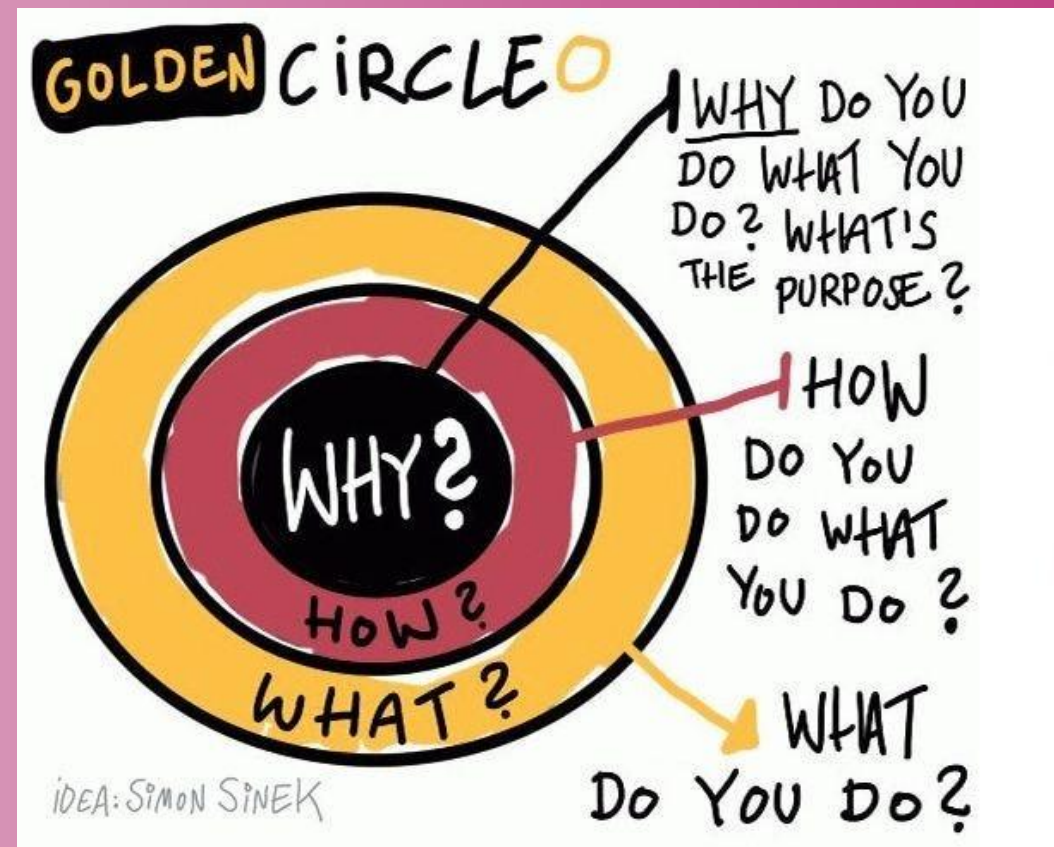 GOLDEN CIRCLE
WHY DO YOU
DO WHAT YOU
DO? WHAT'S
THE PURPOSE?
HOW
DO YOU
DO WHAT
YOU DO?
WHY?
HOW?
WHAT?
WHAT
DO YOU DO?
IDEA: SIMON SINEK